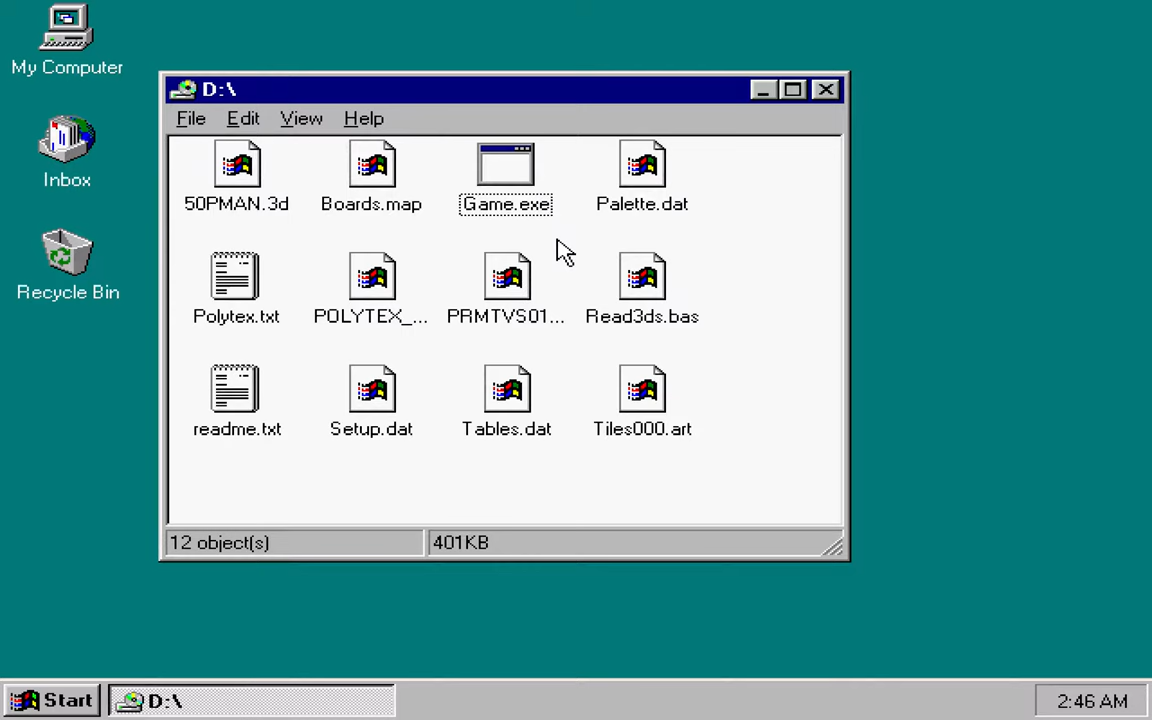 My Computer
Inbox
Recycle Bin
D:\
File Edit View Help
50PMAN.3d Boards.map Game.exe Palette.dat
Polytex.txt POLYTEX_... PRMTVS01... Read3ds.bas
readme.txt Setup.dat Tables.dat Tiles000.art
12 object(s) 401KB
Start D:\ 2:46 AM